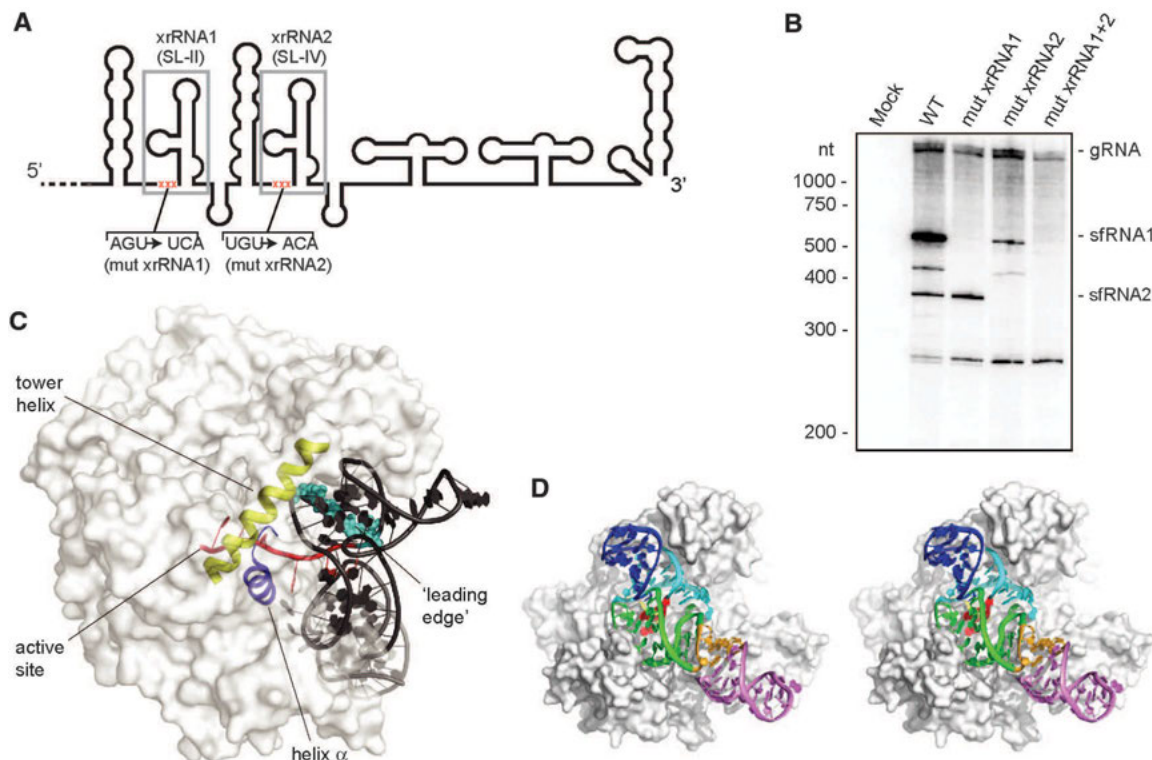 A
xrRNA1
(SL-II)
xrRNA2
(SL-IV)
5'
xxx
xxx
3'
AGU→UCA
(mut xrRNA1)
UGU→ACA
(mut xrRNA2)
B
Mock
WT
mut xrRNA1
mut xrRNA2
mut xrRNA1+2
nt
1000 -
750 -
500 -
400 -
300 -
200 -
- gRNA
- sfRNA1
- sfRNA2
C
tower
helix
active
site
helix α
'leading
edge'
D